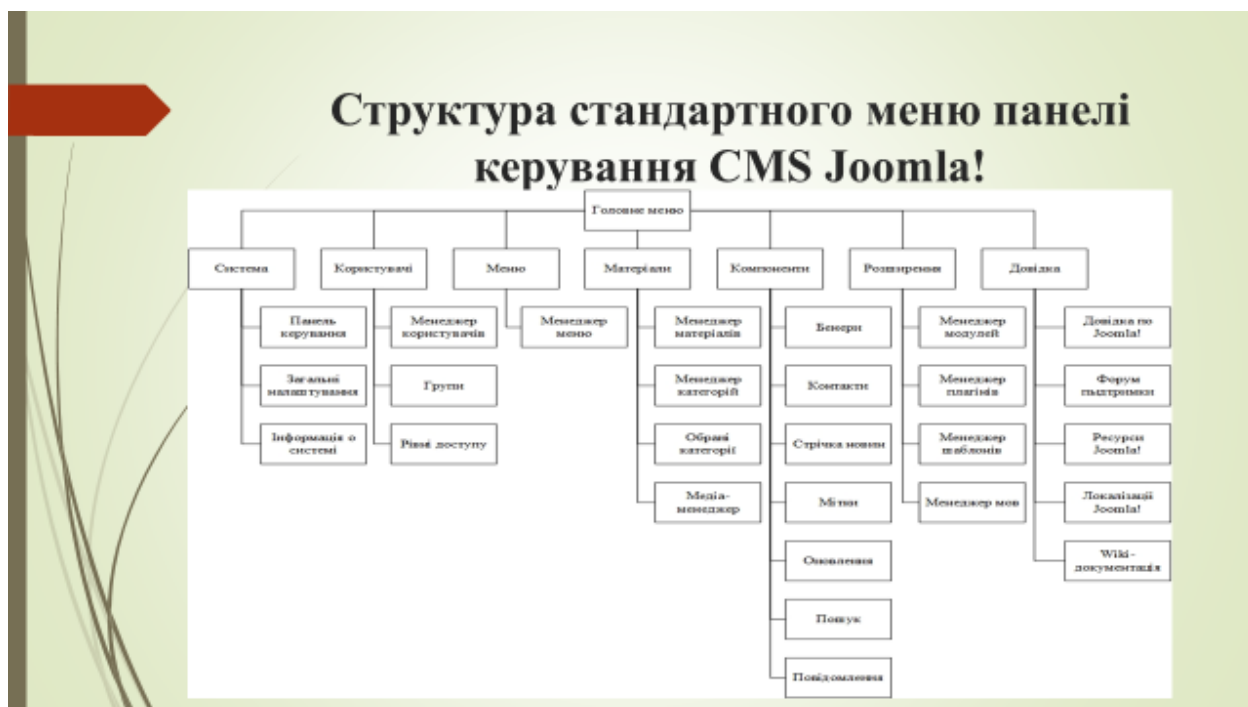 Структура стандартного меню панелі
керування CMS Joomla!
Головне меню
Система
Користувачі
Меню
Матеріали
Компоненти
Розширення
Довідка
Панель
керування
Загальні
налаштування
Інформація о
системі
Менеджер
користувачів
Групи
Рівні доступу
Менеджер
меню
Менеджер
матеріалів
Менеджер
категорій
Обрані
категорії
Медіа-
менеджер
Банери
Контакти
Стрічка новин
Мітки
Оновлення
Пошук
Повідомлення
Менеджер
модулей
Менеджер
плагінів
Менеджер
шаблонів
Менеджер мов
Довідка по
Joomla!
Форум
підтримки
Ресурси
Joomla!
Локалізації
Joomla!
Wiki-
документація